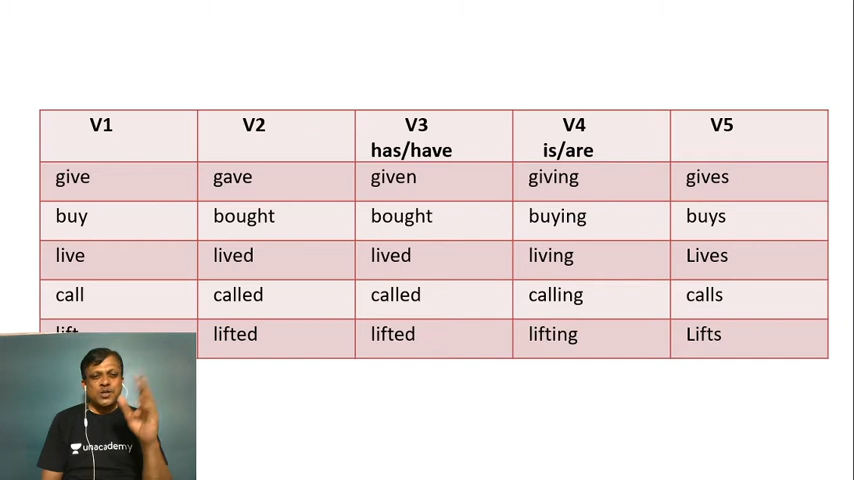 V1 V2 V3 V4 V5
has/have is/are
give gave given giving gives
buy bought bought buying buys
live lived lived living Lives
call called called calling calls
lift lifted lifted lifting Lifts
unacademy